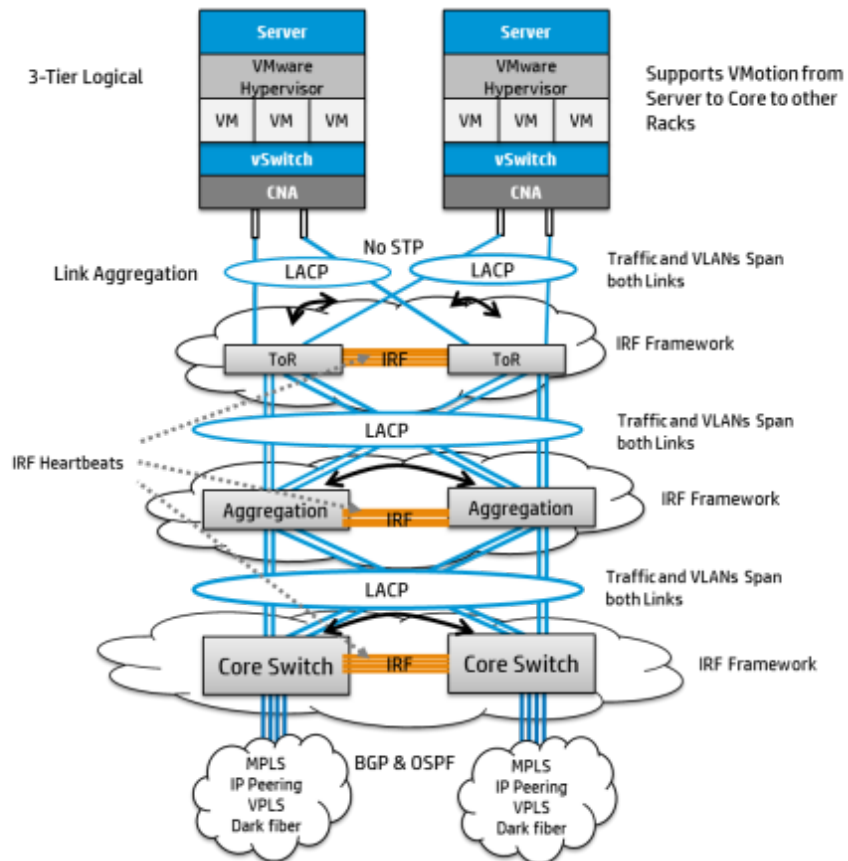 3-Tier Logical
Server
VMware
Hypervisor
VM VM VM
vSwitch
CNA
Server
VMware
Hypervisor
VM VM VM
vSwitch
CNA
Supports VMotion from
Server to Core to other
Racks
No STP
Link Aggregation
LACP
LACP
Traffic and VLANs Span
both Links
ToR
IRF
ToR
IRF Framework
LACP
Traffic and VLANs Span
both Links
IRF Heartbeats
Aggregation
IRF
Aggregation
IRF Framework
LACP
Traffic and VLANs Span
both Links
Core Switch
IRF
Core Switch
IRF Framework
BGP & OSPF
MPLS
IP Peering
VPLS
Dark fiber
MPLS
IP Peering
VPLS
Dark fiber